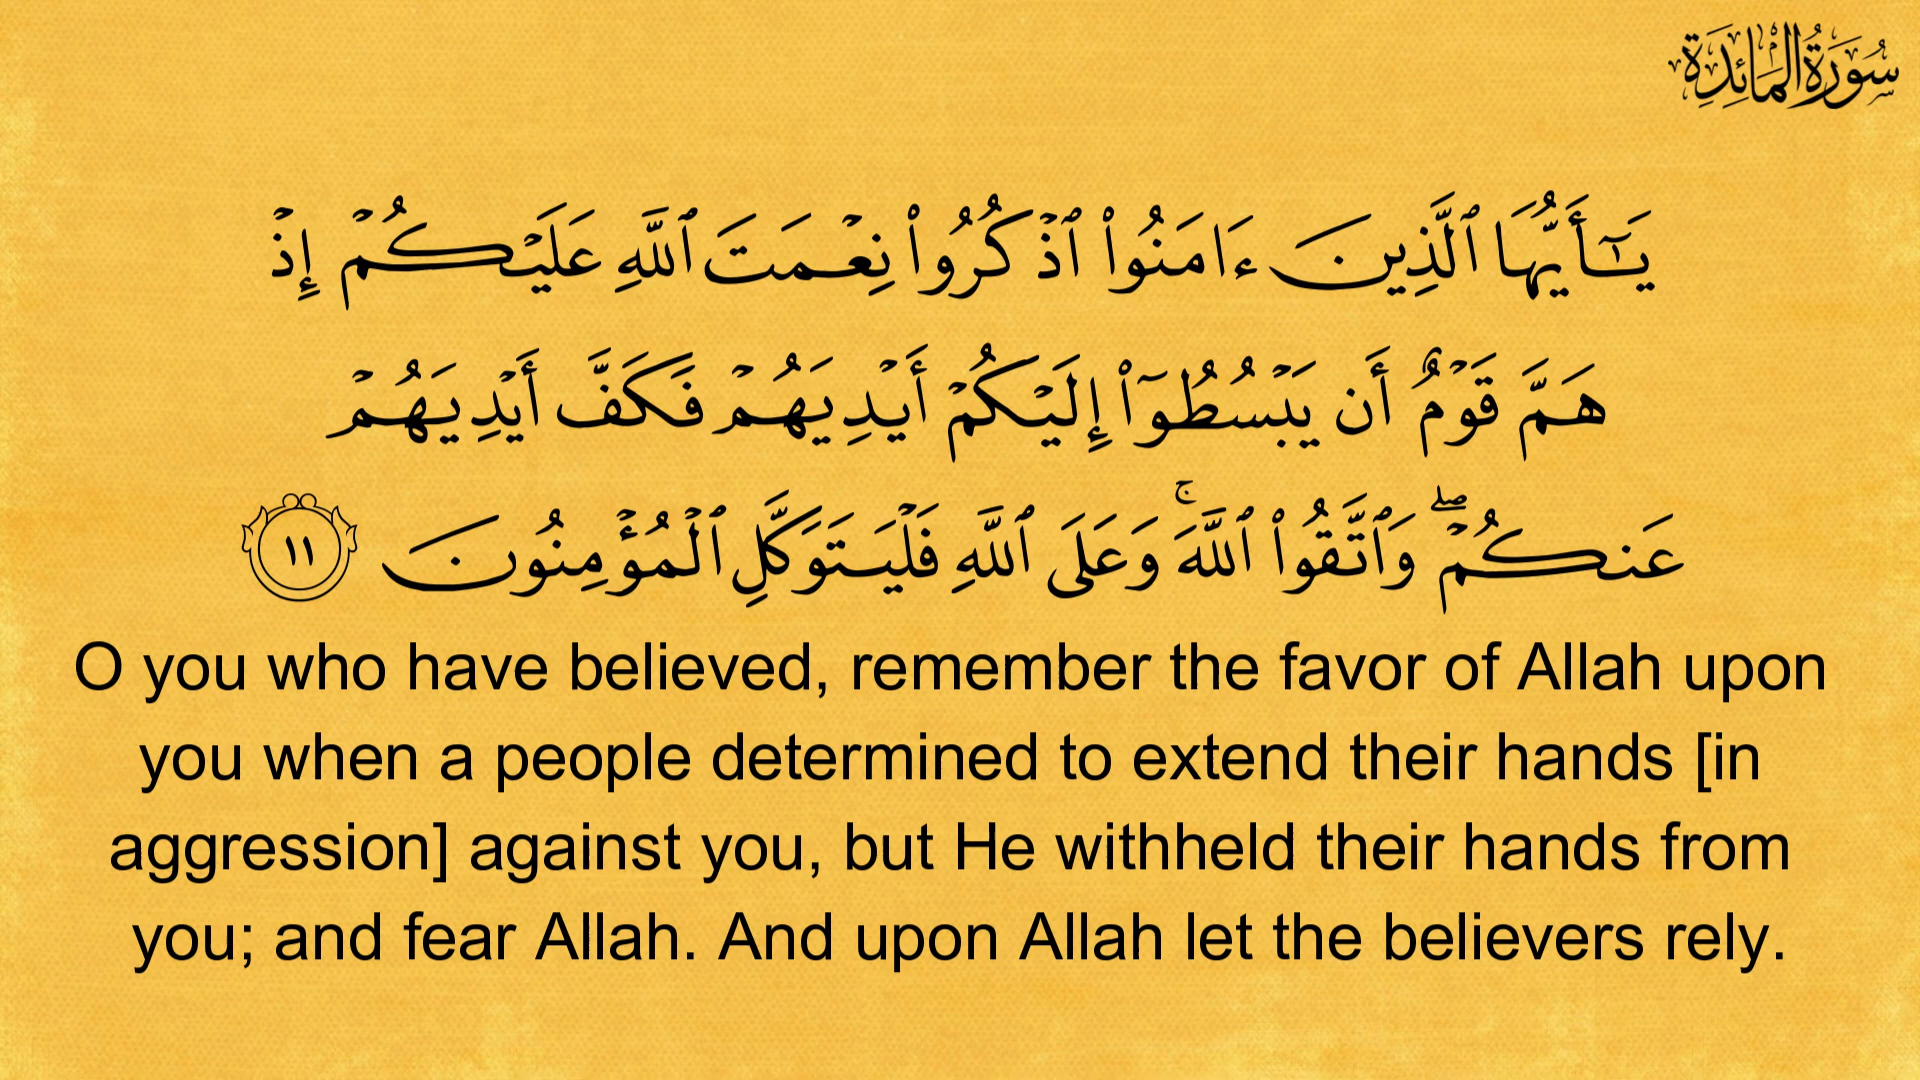 سُورَةُ المَائِدَةِ
يَـٰٓأَيُّهَا ٱلَّذِينَ ءَامَنُوا۟ ٱذْكُرُوا۟ نِعْمَتَ ٱللَّهِ عَلَيْكُمْ إِذْ
هَمَّ قَوْمٌ أَن يَبْسُطُوٓا۟ إِلَيْكُمْ أَيْدِيَهُمْ فَكَفَّ أَيْدِيَهُمْ
عَنكُمْ ۖ وَٱتَّقُوا۟ ٱللَّهَ ۚ وَعَلَى ٱللَّهِ فَلْيَتَوَكَّلِ ٱلْمُؤْمِنُونَ ١١
O you who have believed, remember the favor of Allah upon
you when a people determined to extend their hands [in
aggression] against you, but He withheld their hands from
you; and fear Allah. And upon Allah let the believers rely.